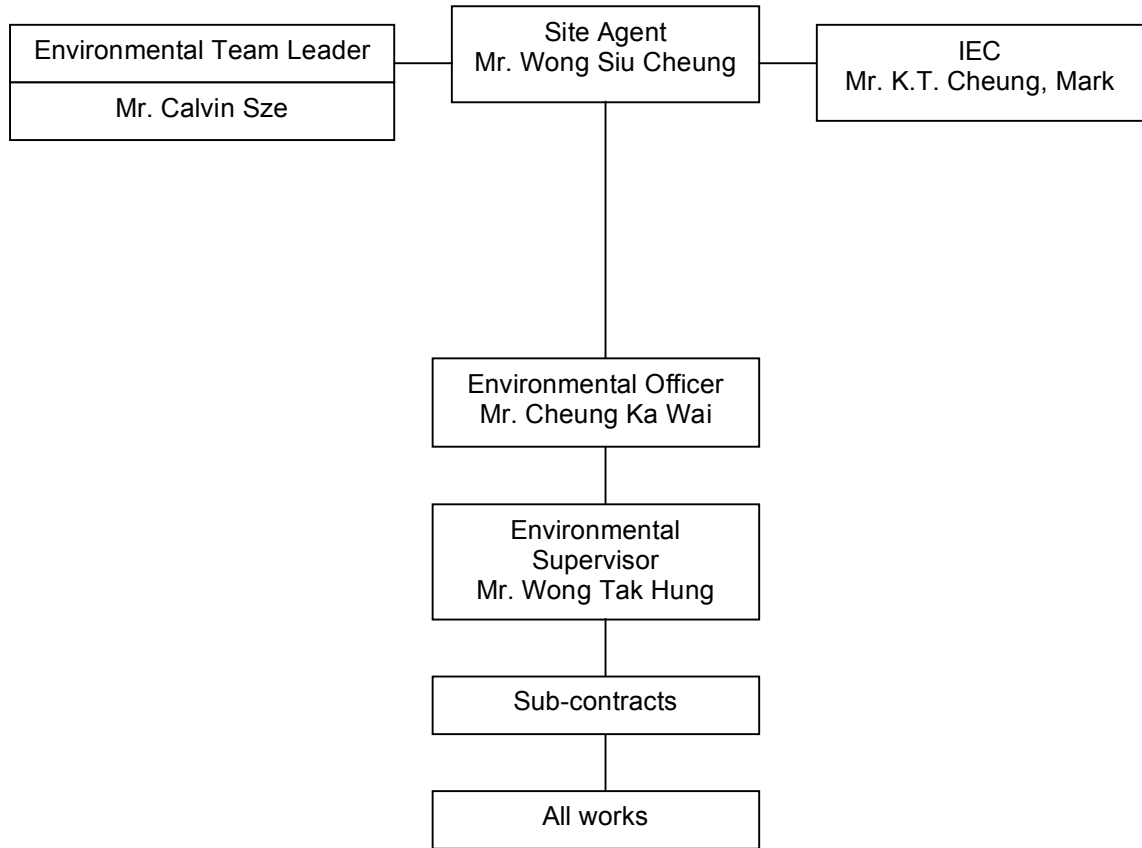 Environmental Team Leader
Mr. Calvin Sze
Site Agent
Mr. Wong Siu Cheung
IEC
Mr. K.T. Cheung, Mark
Environmental Officer
Mr. Cheung Ka Wai
Environmental
Supervisor
Mr. Wong Tak Hung
Sub-contracts
All works